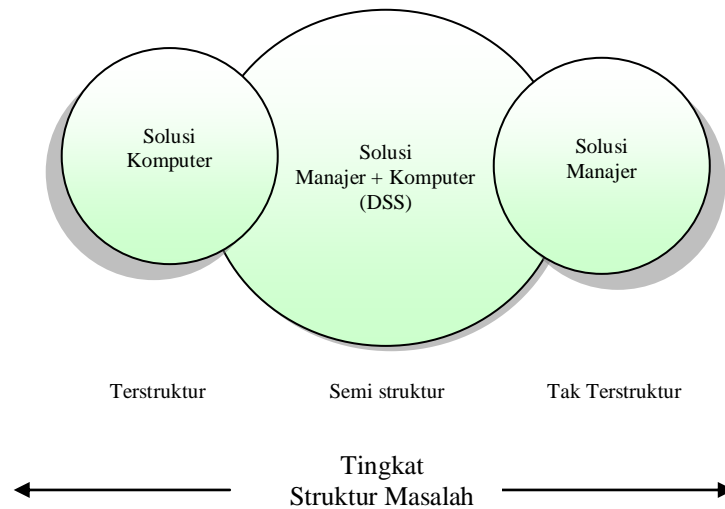 Solusi
Komputer
Solusi
Manajer + Komputer
(DSS)
Solusi
Manajer
Terstruktur
Semi struktur
Tak Terstruktur
Tingkat
Struktur Masalah